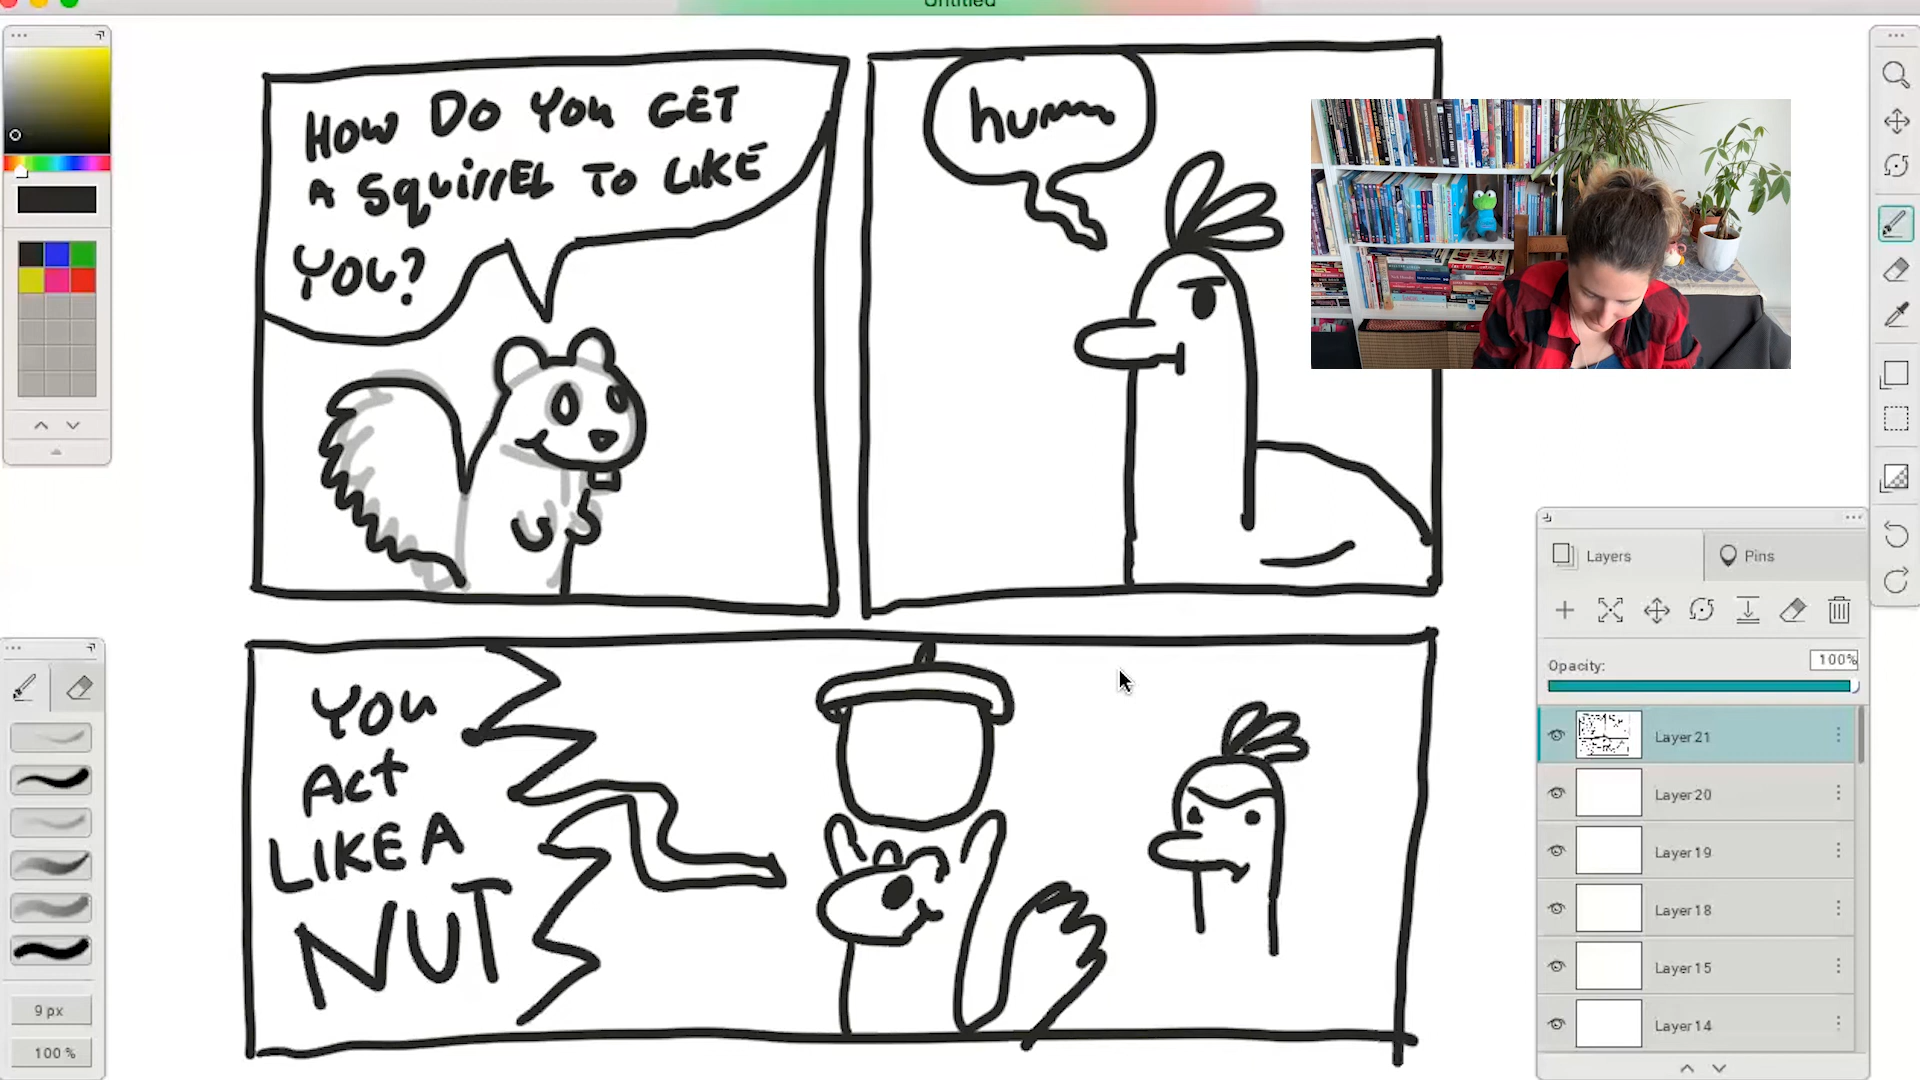 Untitled
HOW DO YOU GET
A SQUIRREL TO LIKE
YOU?
humm
YOU
ACT
LIKE A
NUT
Layers
Pins
Opacity:
100%
Layer 21
Layer 20
Layer 19
Layer 18
Layer 15
Layer 14
9 px
100 %